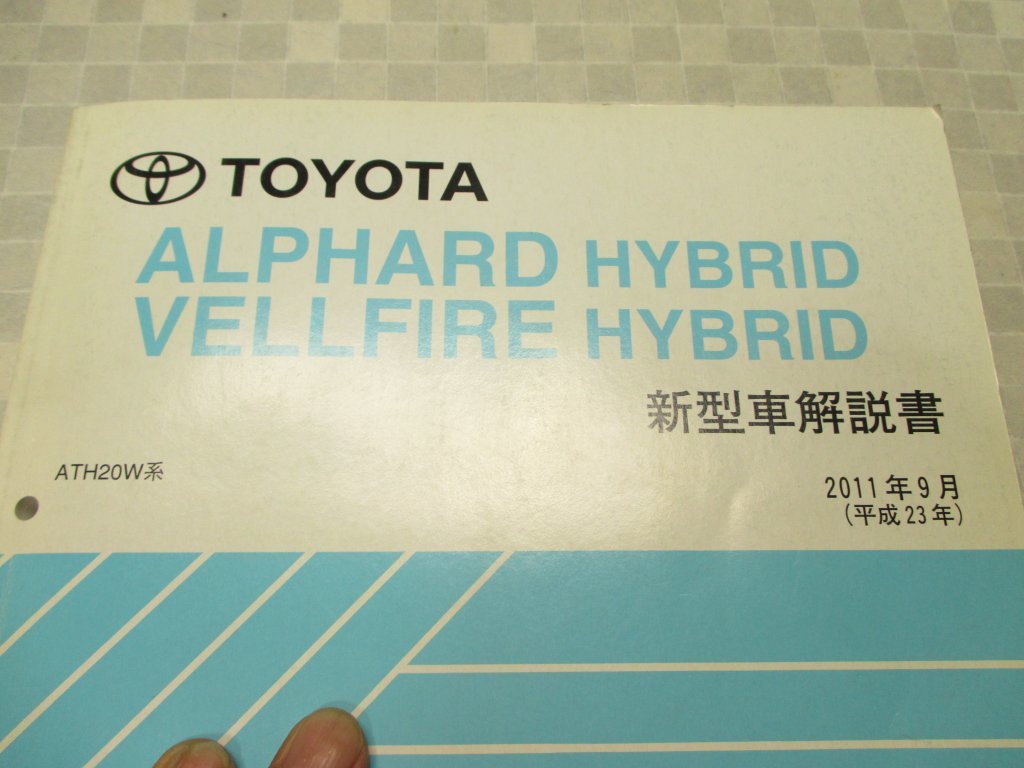 TOYOTA
ALPHARD HYBRID
VELLFIRE HYBRID
新型車解説書
ATH20W系
2011年9月
(平成23年)